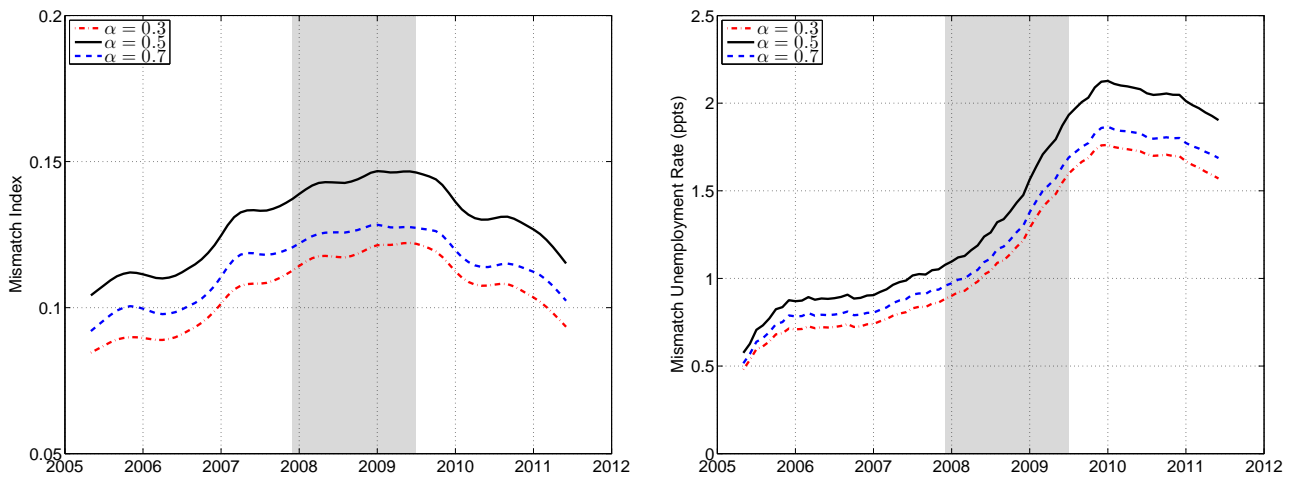 α = 0.3
α = 0.5
α = 0.7
Mismatch Index
0.2
0.15
0.1
0.05
2005 2006 2007 2008 2009 2010 2011 2012
α = 0.3
α = 0.5
α = 0.7
Mismatch Unemployment Rate (ppts)
2.5
2
1.5
1
0.5
0
2005 2006 2007 2008 2009 2010 2011 2012